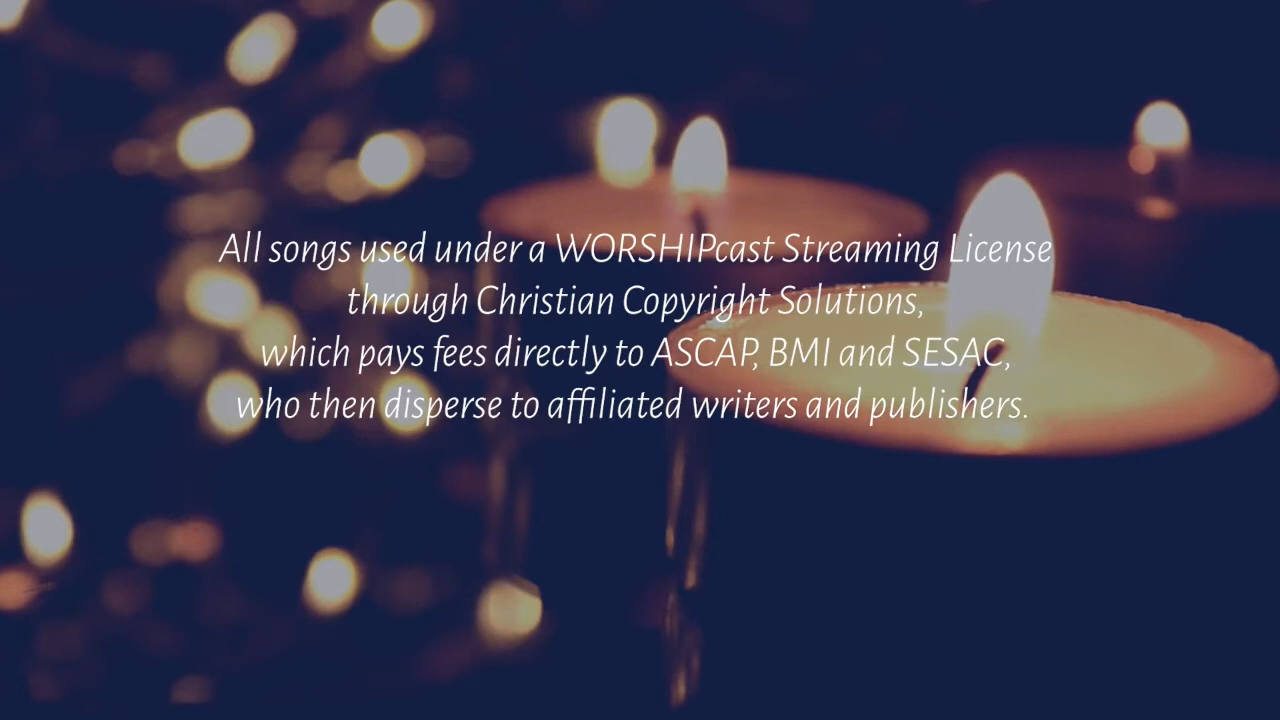 All songs used under a WORSHIPcast Streaming License
through Christian Copyright Solutions,
which pays fees directly to ASCAP, BMI and SESAC,
who then disperse to affiliated writers and publishers.